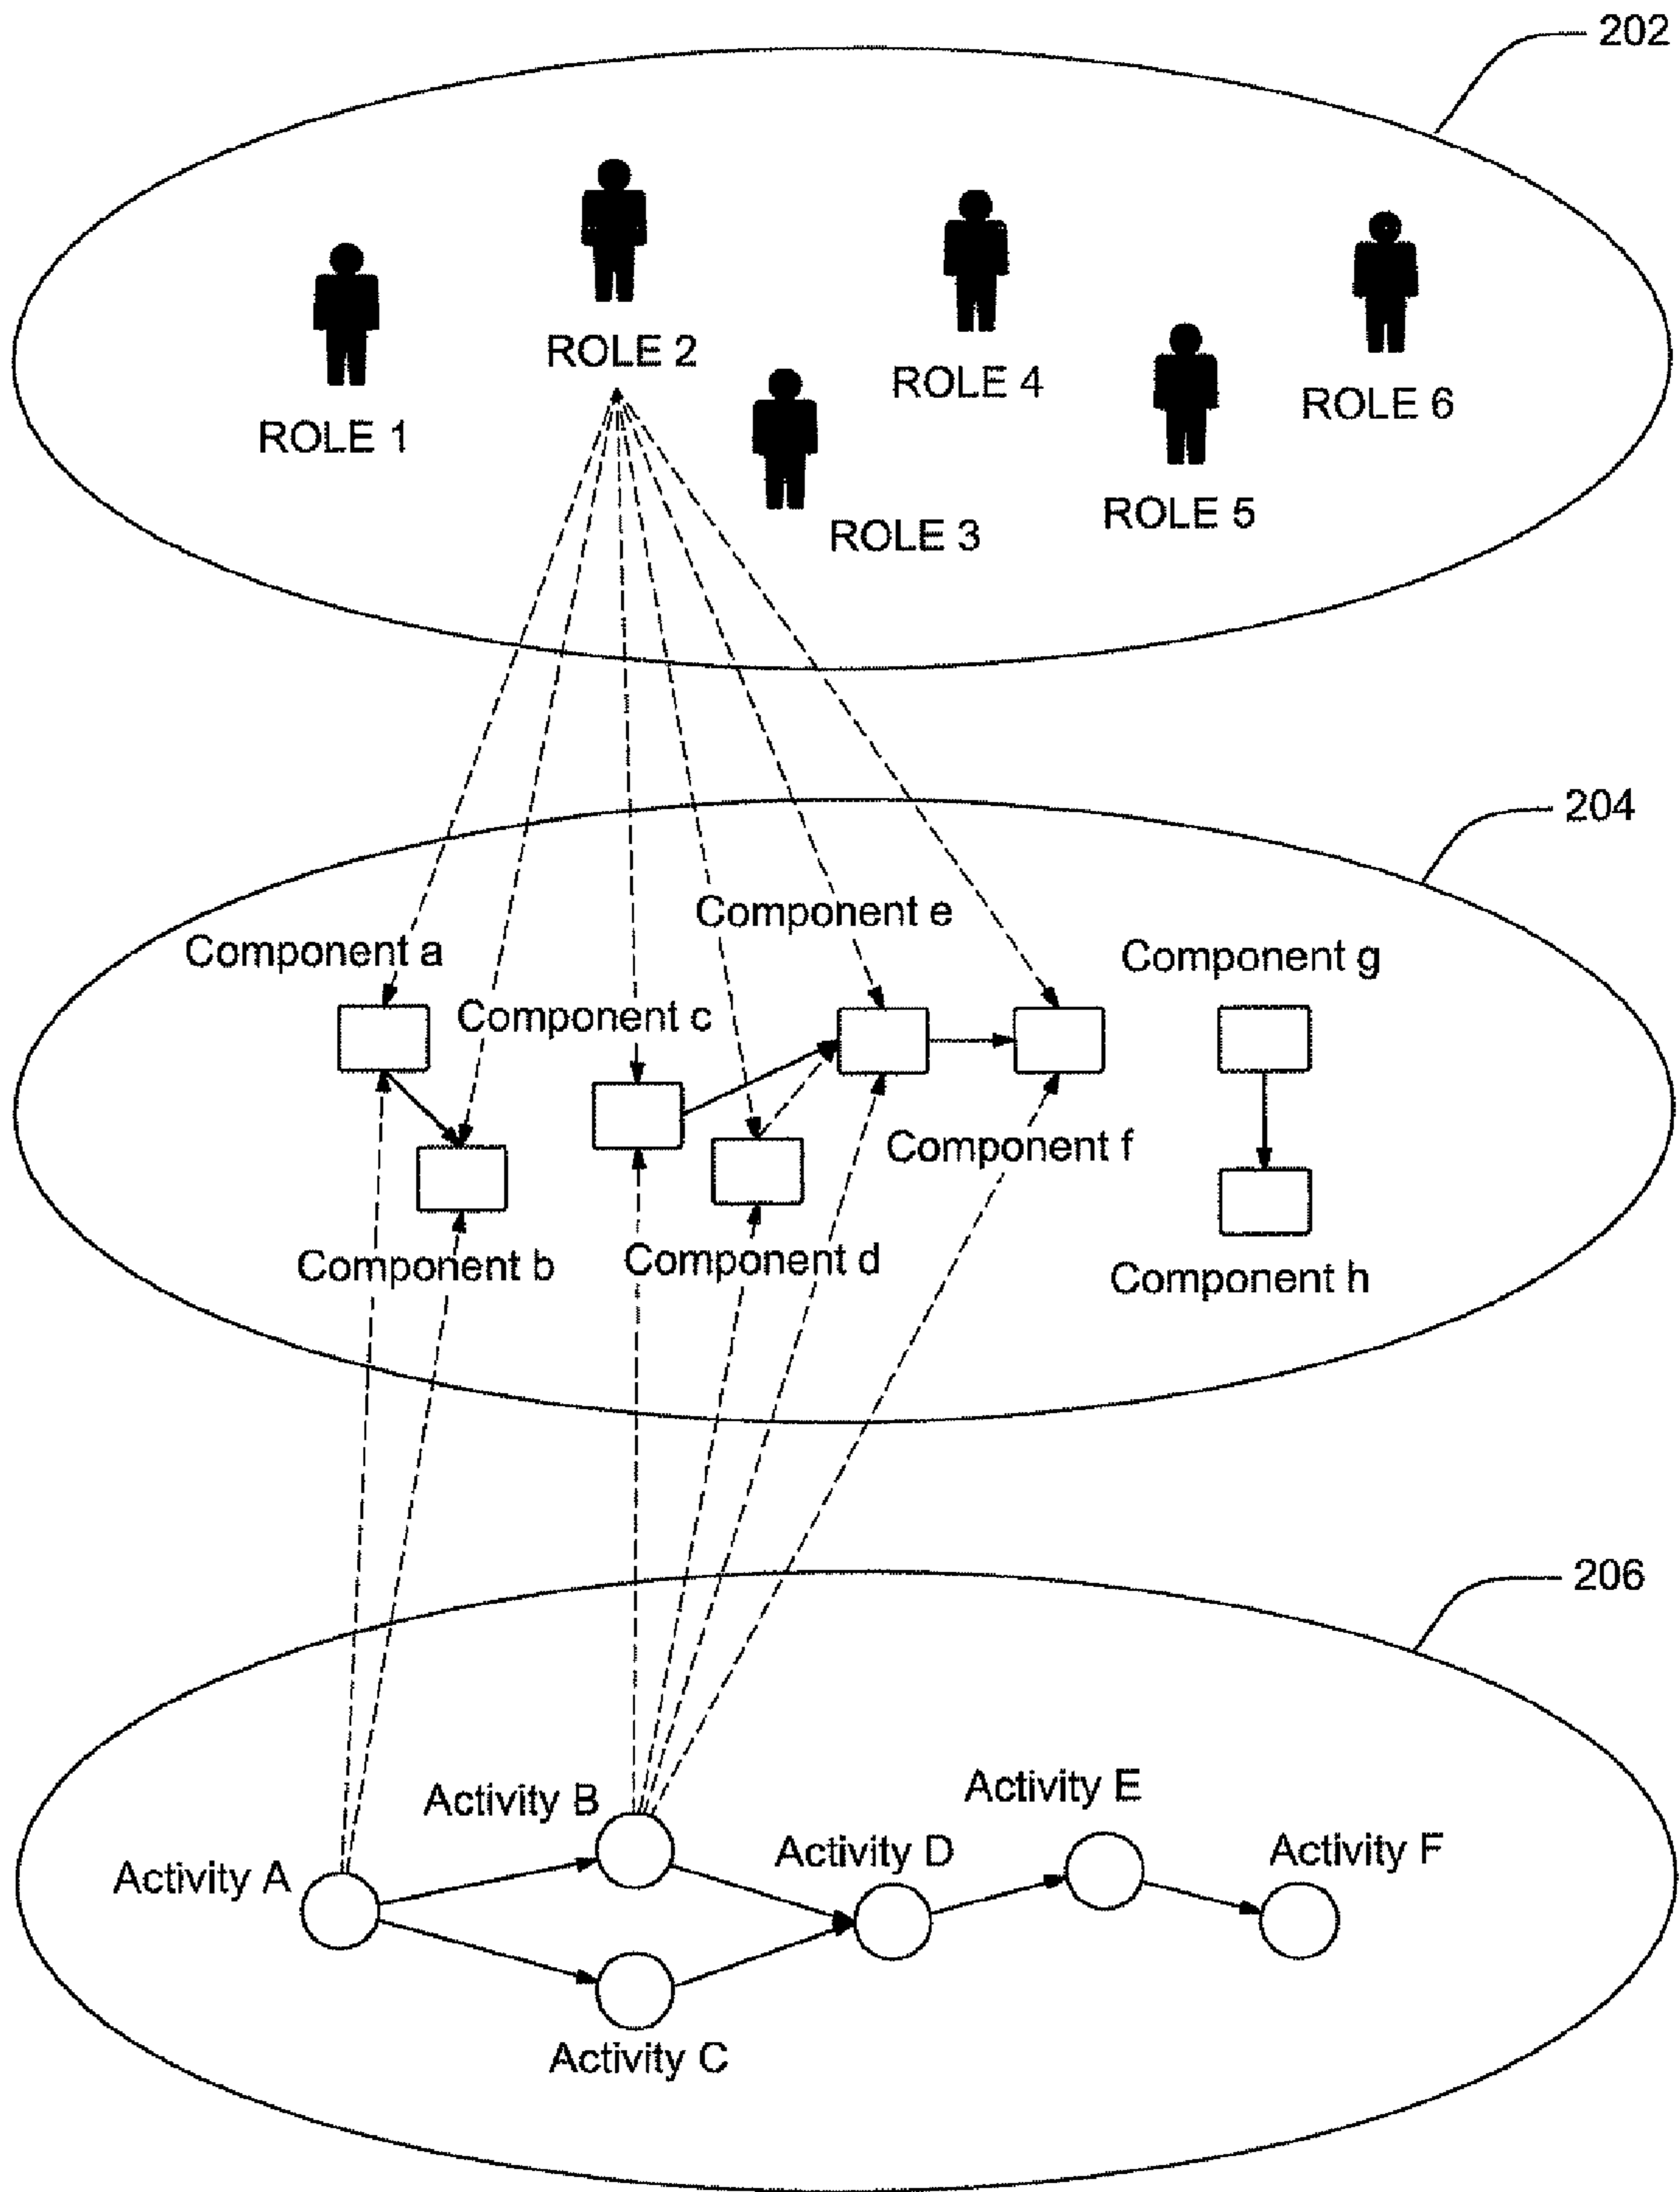 202
ROLE 1
ROLE 2
ROLE 3
ROLE 4
ROLE 5
ROLE 6
204
Component a
Component b
Component c
Component d
Component e
Component f
Component g
Component h
206
Activity A
Activity B
Activity C
Activity D
Activity E
Activity F